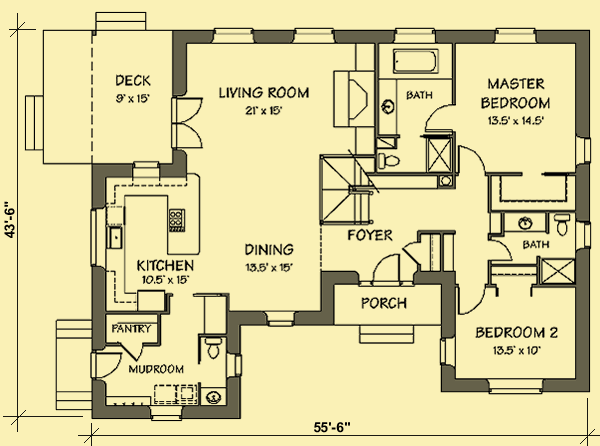 DECK
9' x 15'
LIVING ROOM
21' x 15'
BATH
MASTER
BEDROOM
13.5' x 14.5'
43'-6"
KITCHEN
10.5' x 15'
DINING
13.5' x 15'
FOYER
BATH
PORCH
PANTRY
MUDROOM
BEDROOM 2
13.5' x 10'
55'-6"